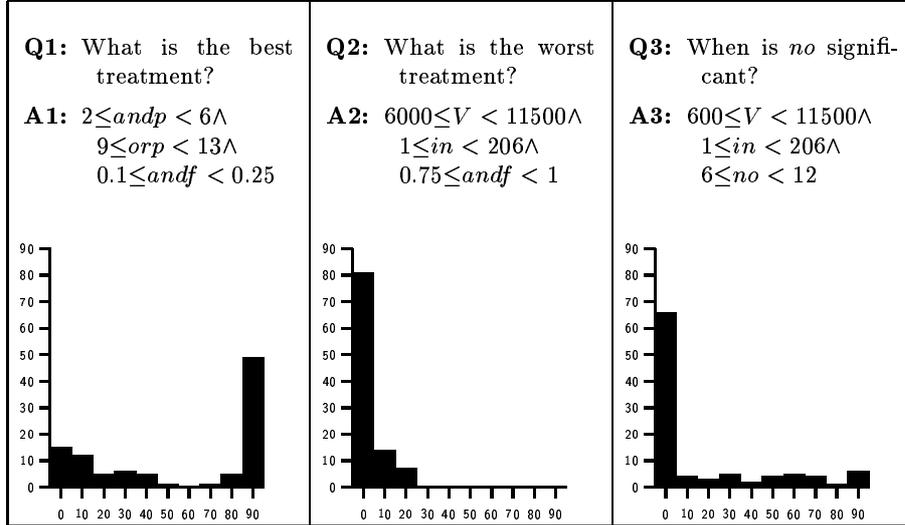 Q1: What is the best
treatment?
A1: 2≤andp < 6∧
9≤orp < 13∧
0.1≤andf < 0.25
90
80
70
60
50
40
30
20
10
0
0 10 20 30 40 50 60 70 80 90
Q2: What is the worst
treatment?
A2: 6000≤V < 11500∧
1≤in < 206∧
0.75≤andf < 1
90
80
70
60
50
40
30
20
10
0
0 10 20 30 40 50 60 70 80 90
Q3: When is no signifi-
cant?
A3: 600≤V < 11500∧
1≤in < 206∧
6≤no < 12
90
80
70
60
50
40
30
20
10
0
0 10 20 30 40 50 60 70 80 90